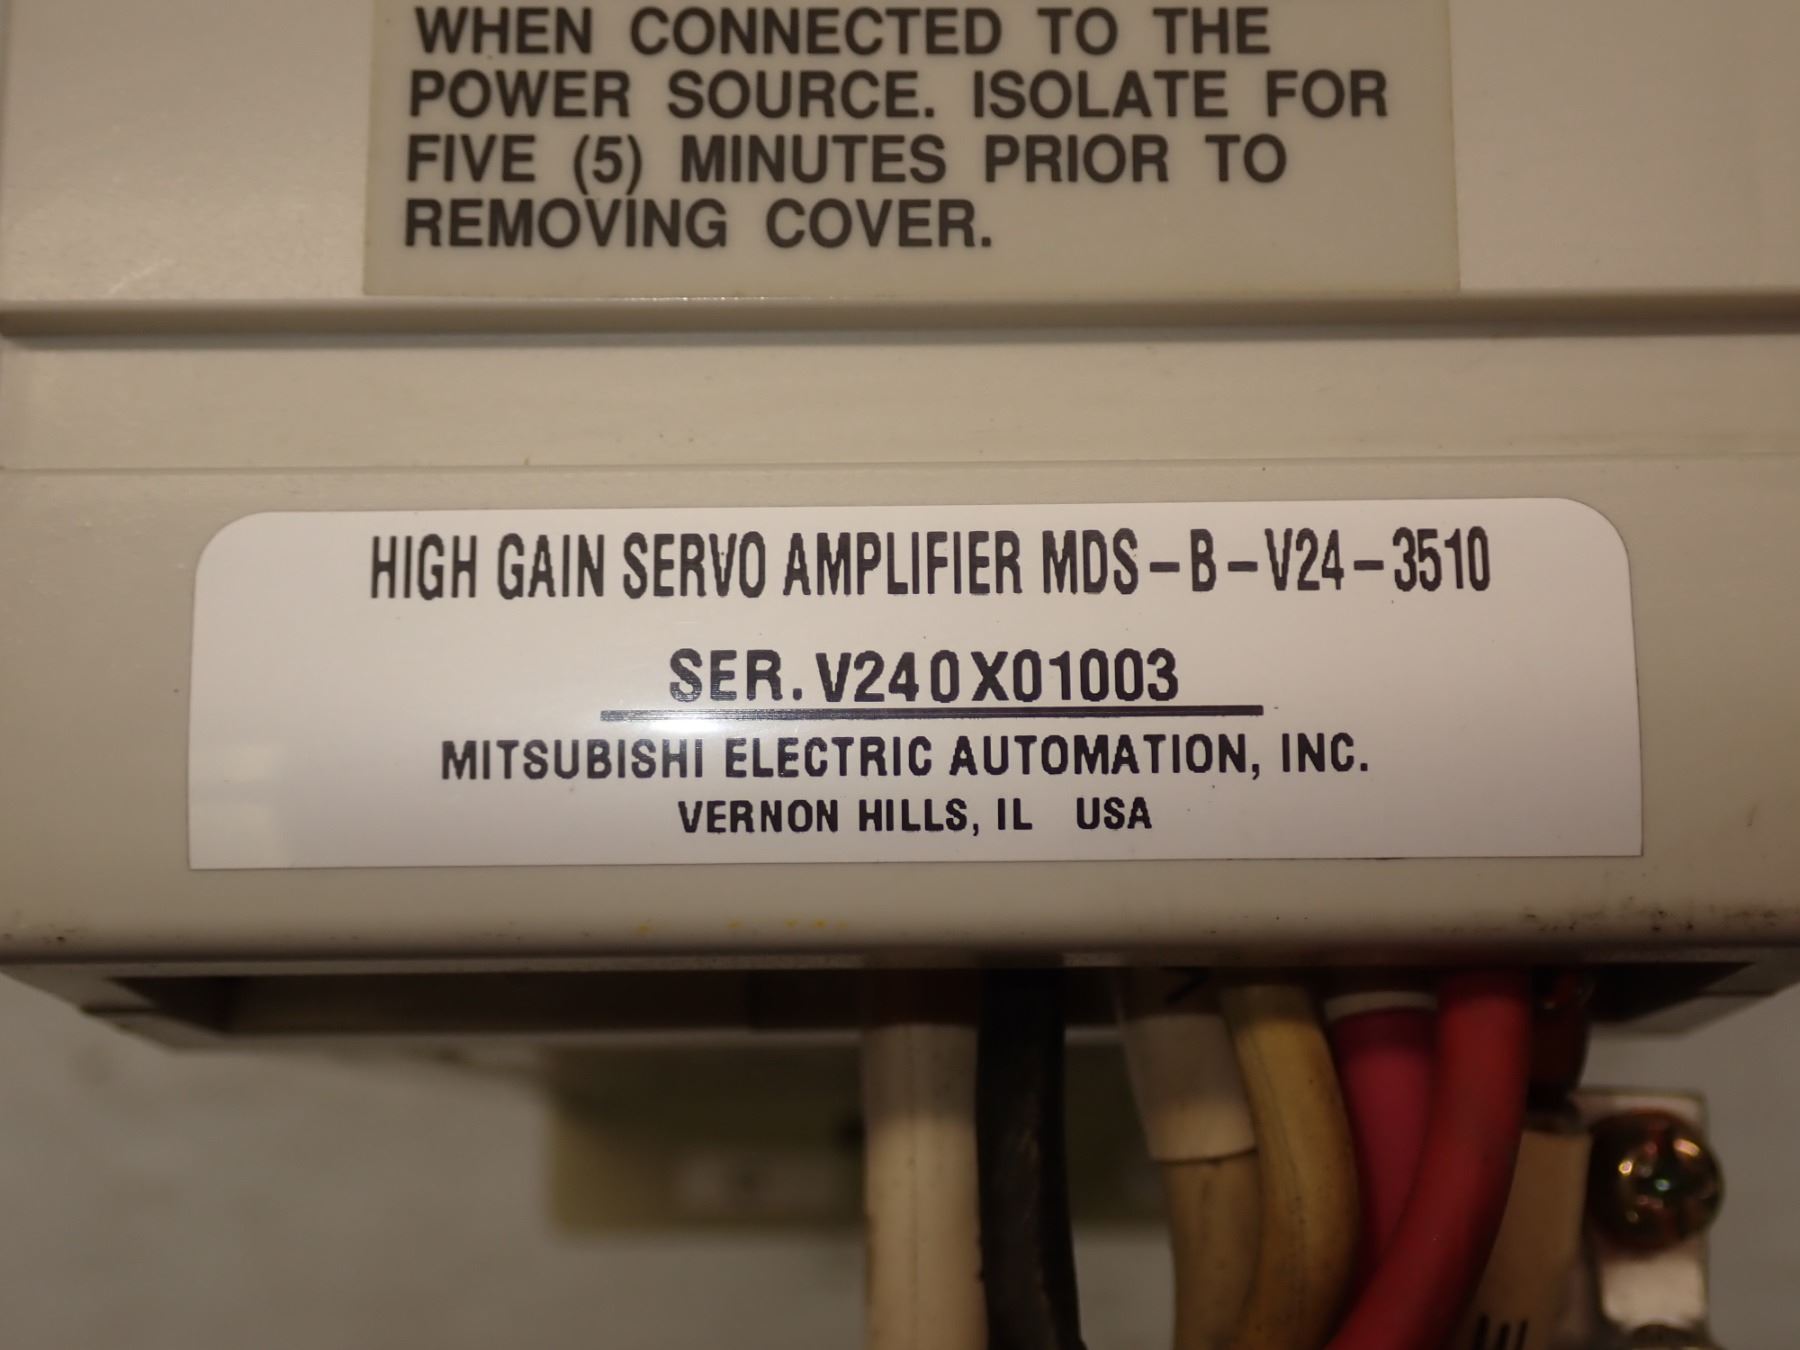 WHEN CONNECTED TO THE
POWER SOURCE. ISOLATE FOR
FIVE (5) MINUTES PRIOR TO
REMOVING COVER.
HIGH GAIN SERVO AMPLIFIER MDS-B-V24-3510
SER. V240X01003
MITSUBISHI ELECTRIC AUTOMATION, INC.
VERNON HILLS, IL USA